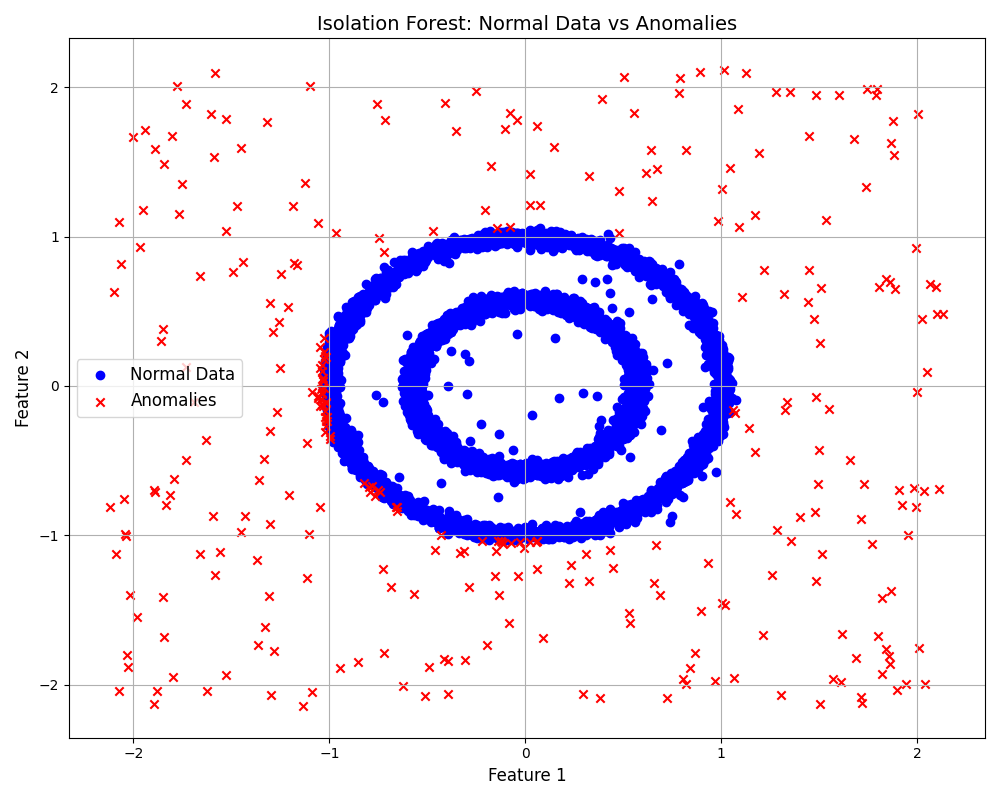 Isolation Forest: Normal Data vs Anomalies
Feature 2
2
1
0
−1
−2
Normal Data
Anomalies
−2
−1
0
1
2
Feature 1